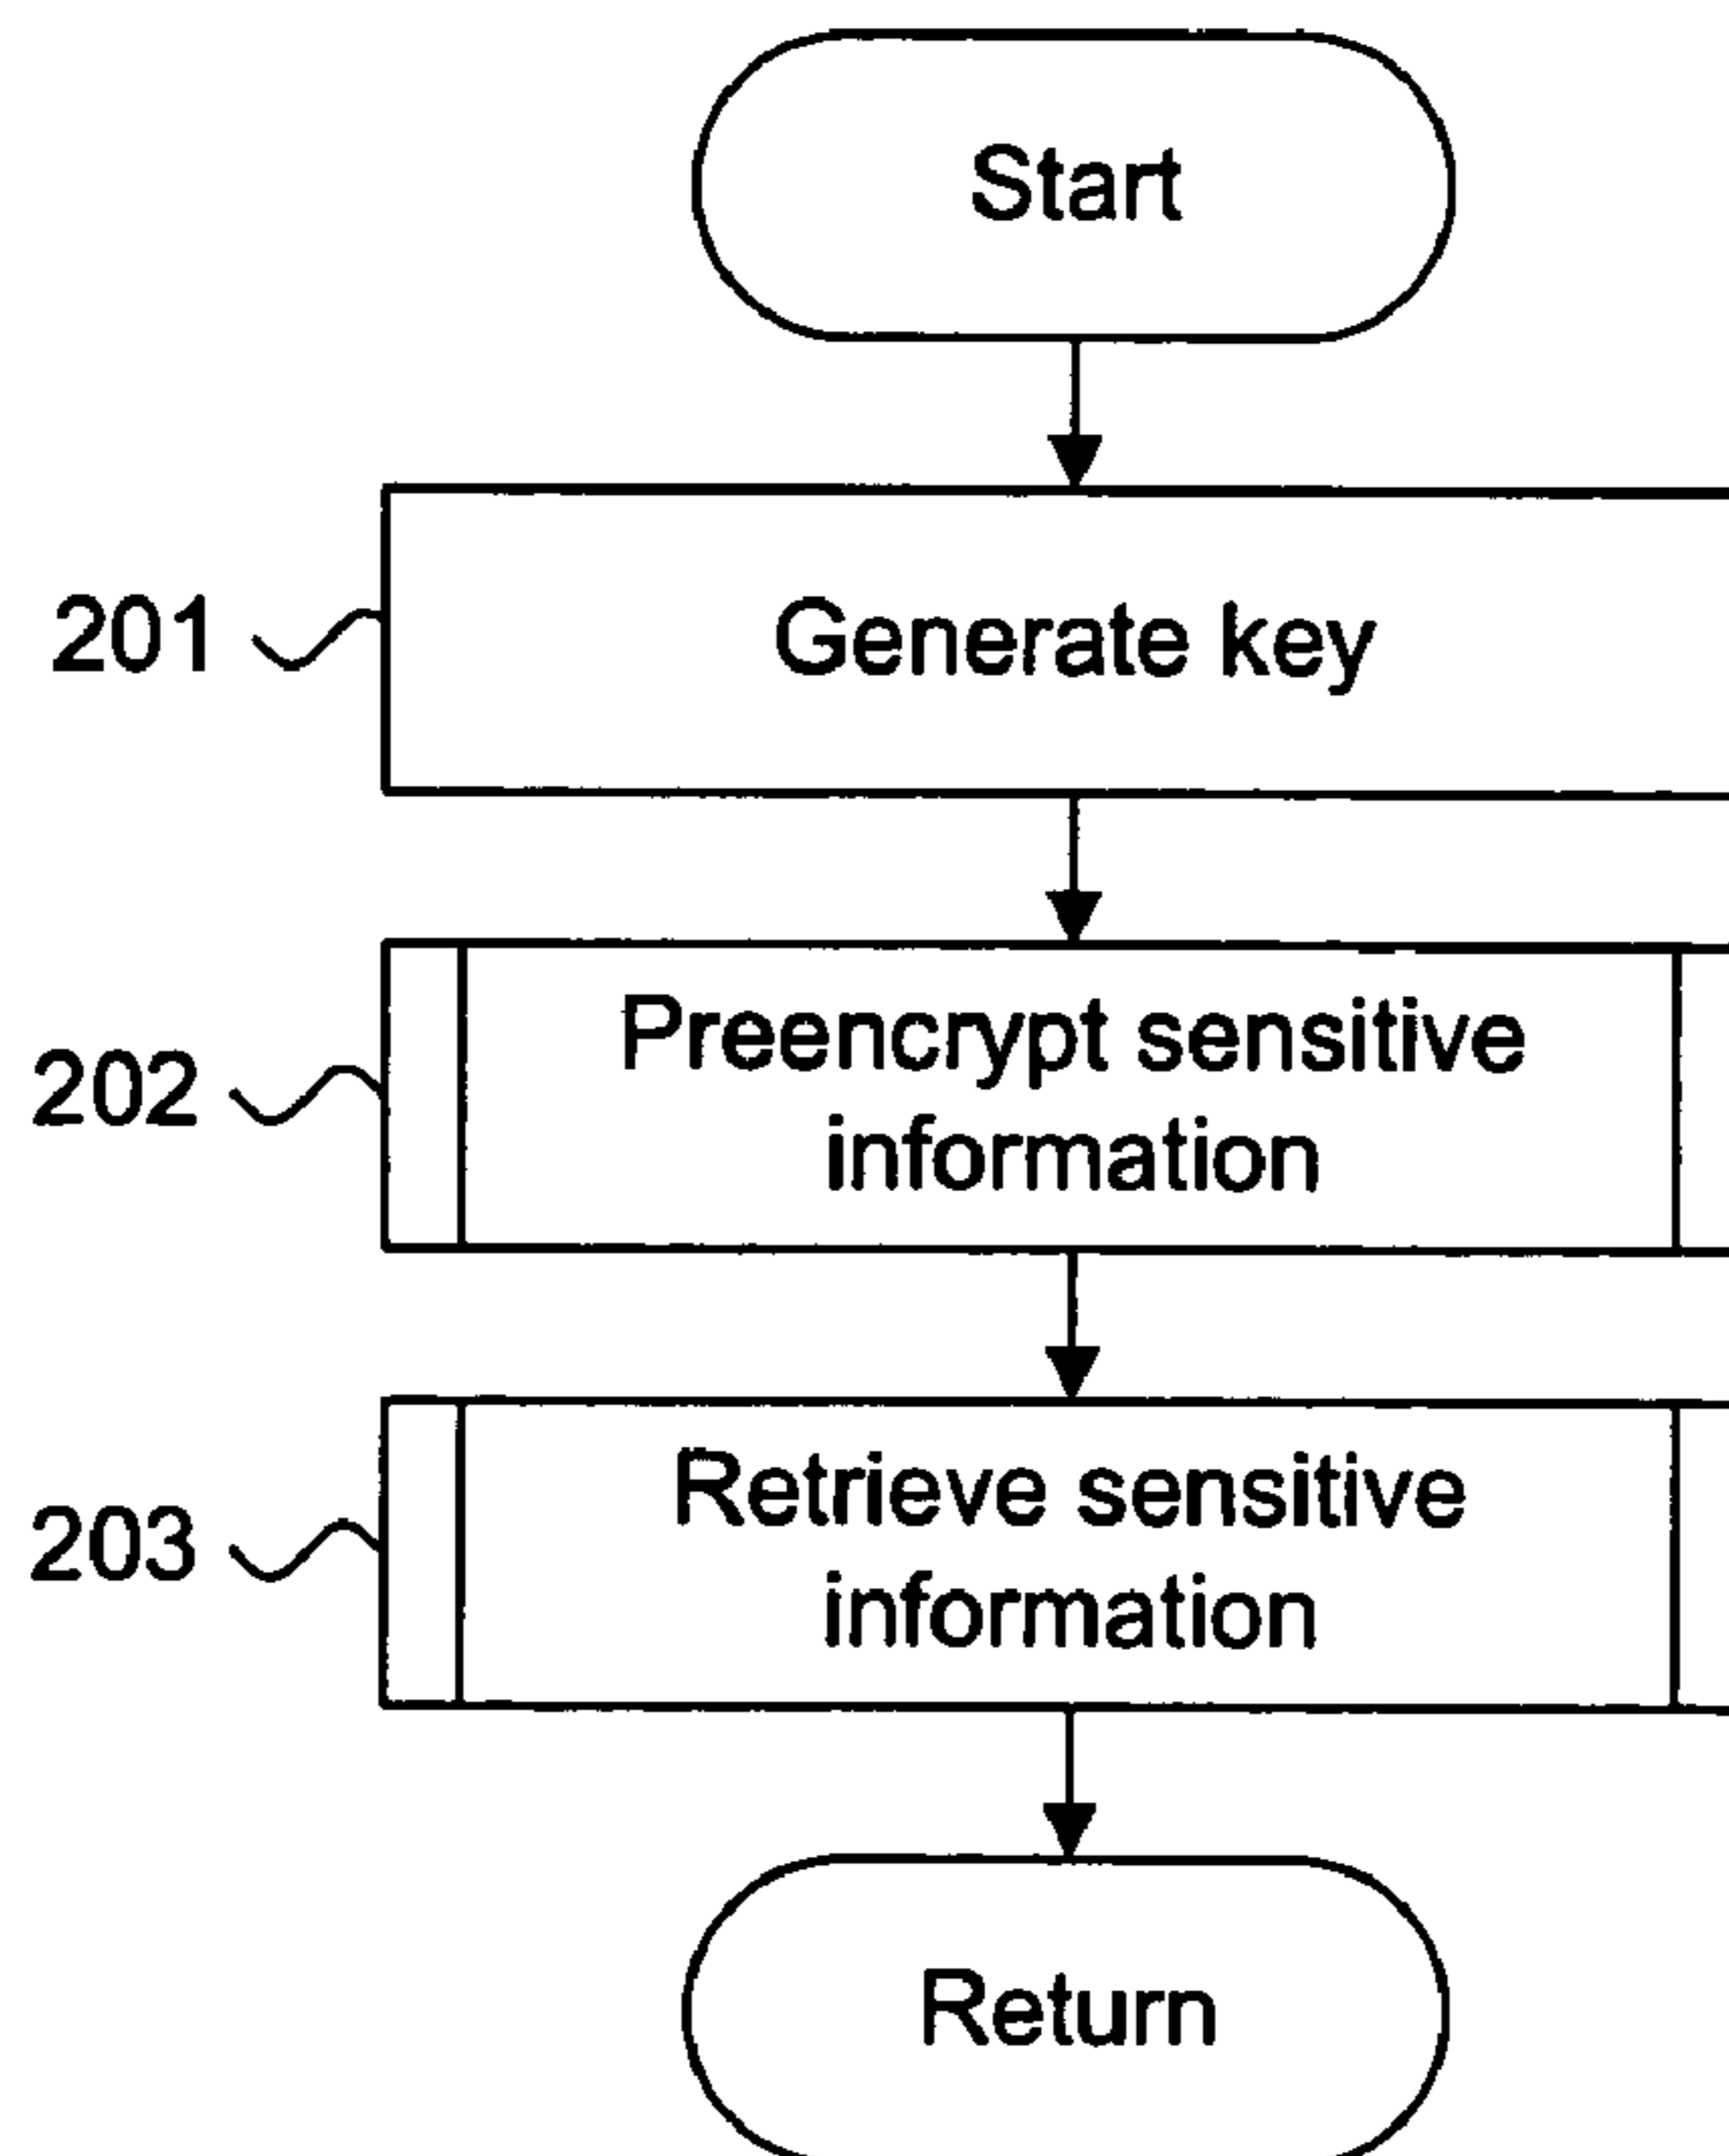 Start
201
Generate key
202
Preencrypt sensitive
information
203
Retrieve sensitive
information
Return